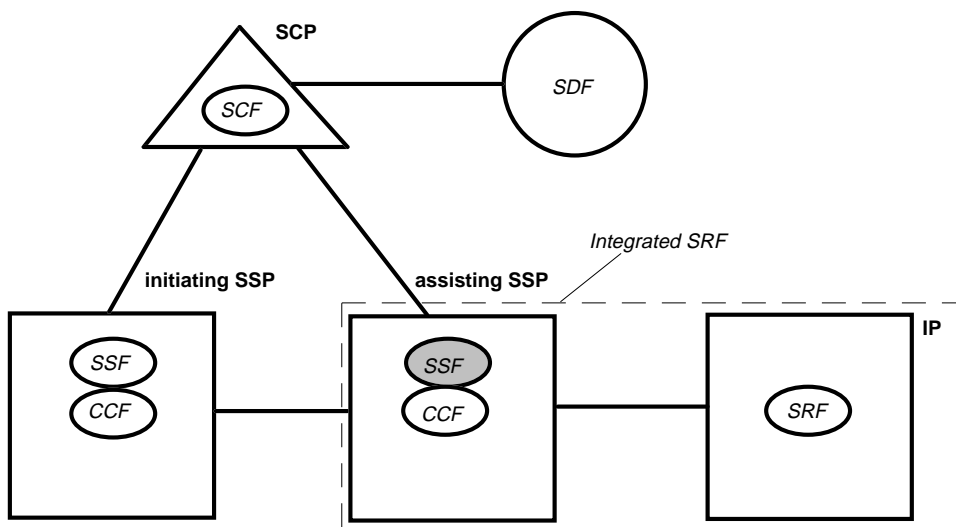 SCP
SCF
SDF
Integrated SRF
initiating SSP
assisting SSP
IP
SSF
CCF
SSF
CCF
SRF